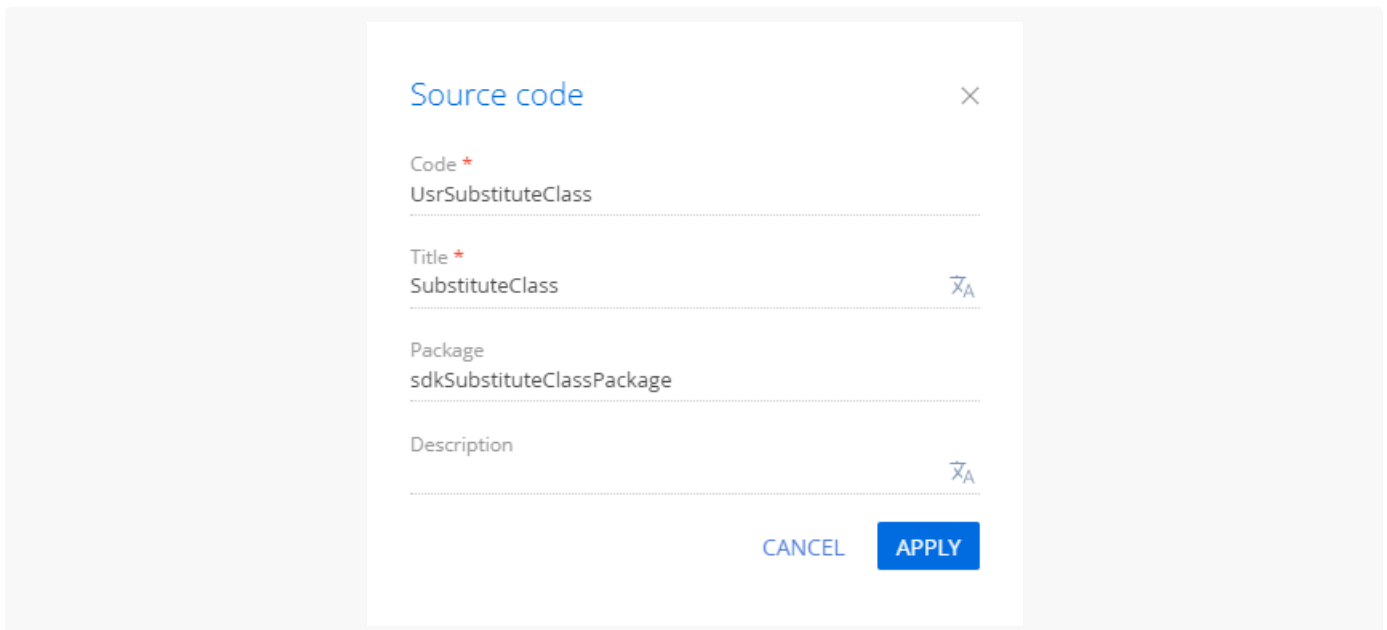 Source code
Code *
UsrSubstituteClass
Title *
SubstituteClass
Package
sdkSubstituteClassPackage
Description
CANCEL APPLY